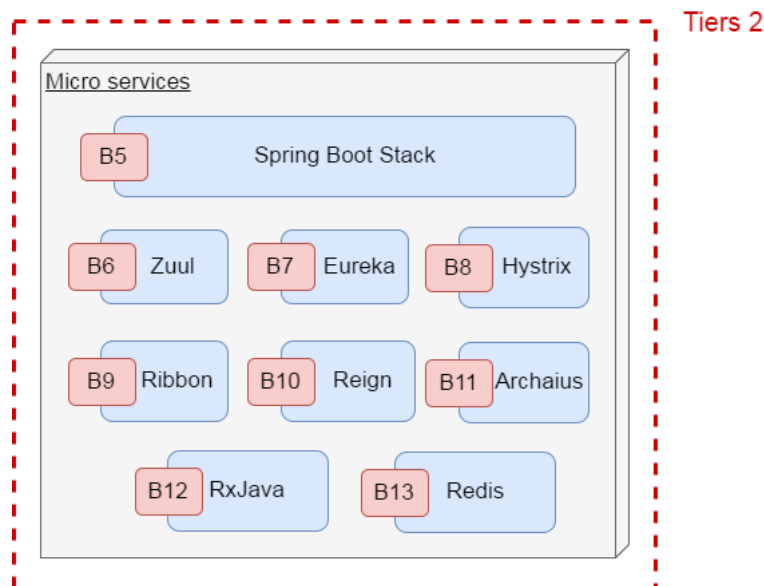 Tiers 2
Micro services
B5 Spring Boot Stack
B6 Zuul B7 Eureka B8 Hystrix
B9 Ribbon B10 Reign B11 Archaius
B12 RxJava B13 Redis